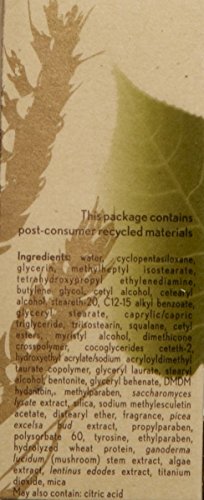 This package contains
post-consumer recycled materials
Ingredients: water, cyclopentasiloxane,
glycerin, methylheptyl isostearate,
tetrahydroxypropyl ethylenediamine,
butylene glycol, cetyl alcohol, cetearyl
alcohol, steareth-20, C12-15 alkyl benzoate,
glyceryl stearate, caprylic/capric
triglyceride, triisostearin, squalane, cetyl
esters, myristyl alcohol, dimethicone
crosspolymer, cocoglycerides ceteth-2,
hydroxyethyl acrylate/sodium acryloyldimethyl
taurate copolymer, glyceryl laurate, stearyl
alcohol, bentonite, glyceryl behenate, DMDM
hydantoin, methylparaben, saccharomyces
lysate extract, silica, sodium methylesculetin
acetate, distearyl ether, fragrance, picea
excelsa bud extract, propylparaben,
polysorbate 60, tyrosine, ethylparaben,
hydrolyzed wheat protein, ganoderma
lucidum (mushroom) stem extract, algae
extract, lentinus edodes extract, titanium
dioxide, mica
May also contain: citric acid